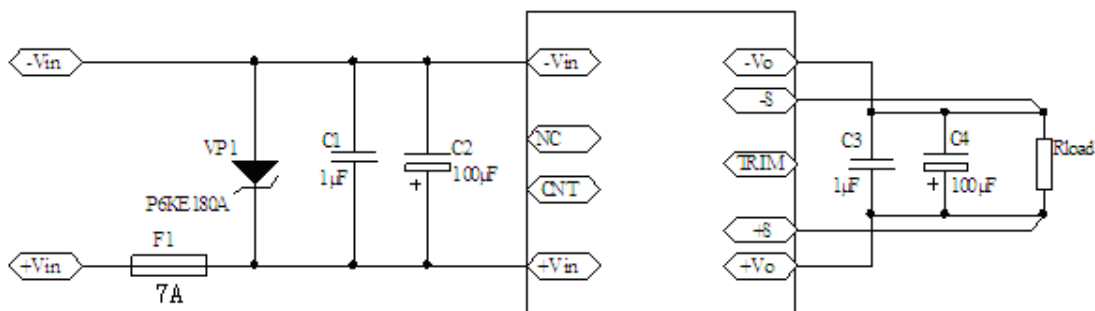 -Vin
-Vin
-Vo
-S
C1
C2
NC
C3
C4
VP1
TRIM
Rload
1μF
100μF
CNT
1μF
100μF
P6KE180A
+S
F1
+Vin
+Vin
+Vo
7A